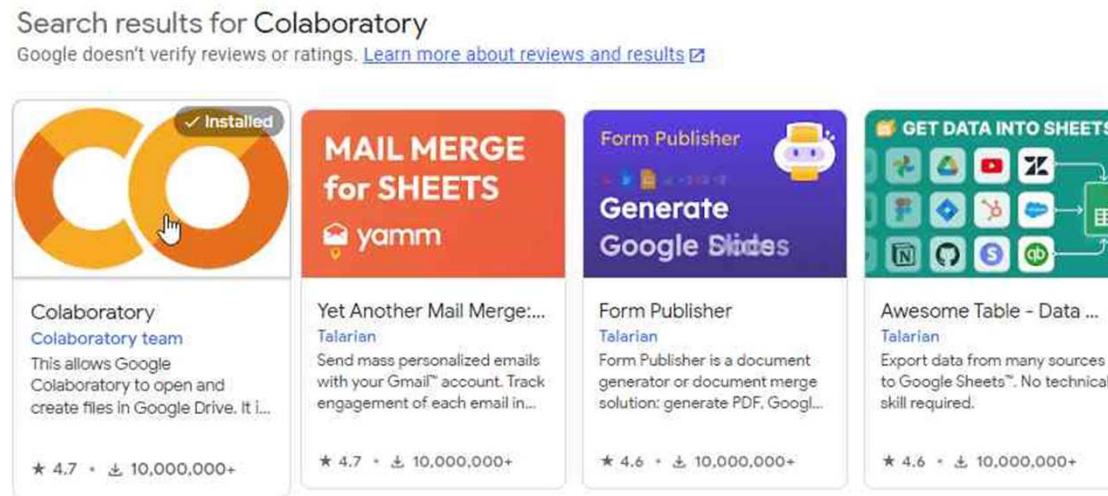 Search results for Colaboratory
Google doesn't verify reviews or ratings. Learn more about reviews and results
Installed
Colaboratory
Colaboratory team
This allows Google
Colaboratory to open and
create files in Google Drive. It i...
4.7 • 10,000,000+
MAIL MERGE
for SHEETS
yamm
Yet Another Mail Merge:...
Talarian
Send mass personalized emails
with your Gmail™ account. Track
engagement of each email in...
4.7 • 10,000,000+
Form Publisher
Generate
Google
Form Publisher
Talarian
Form Publisher is a document
generator or document merge
solution: generate PDF, Googl...
4.6 • 10,000,000+
GET DATA INTO SHEETS
Awesome Table - Data ...
Talarian
Export data from many sources
to Google Sheets™. No technical
skill required.
4.6 • 10,000,000+